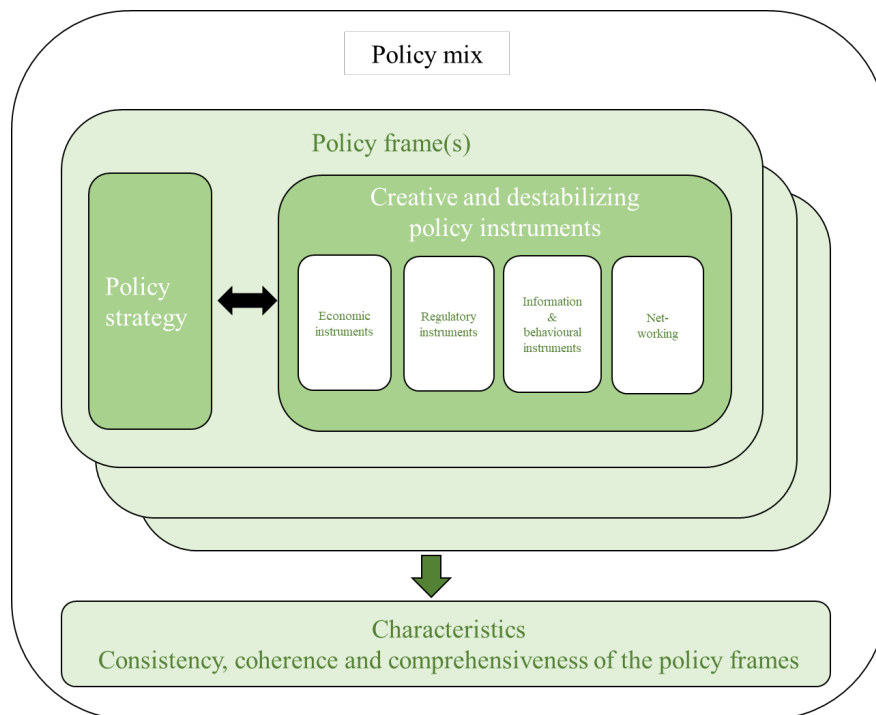 Policy mix
Policy frame(s)
Policy
strategy
Creative and destabilizing
policy instruments
Economic
instruments
Regulatory
instruments
Information
&
behavioural
instruments
Net-
working
Characteristics
Consistency, coherence and comprehensiveness of the policy frames